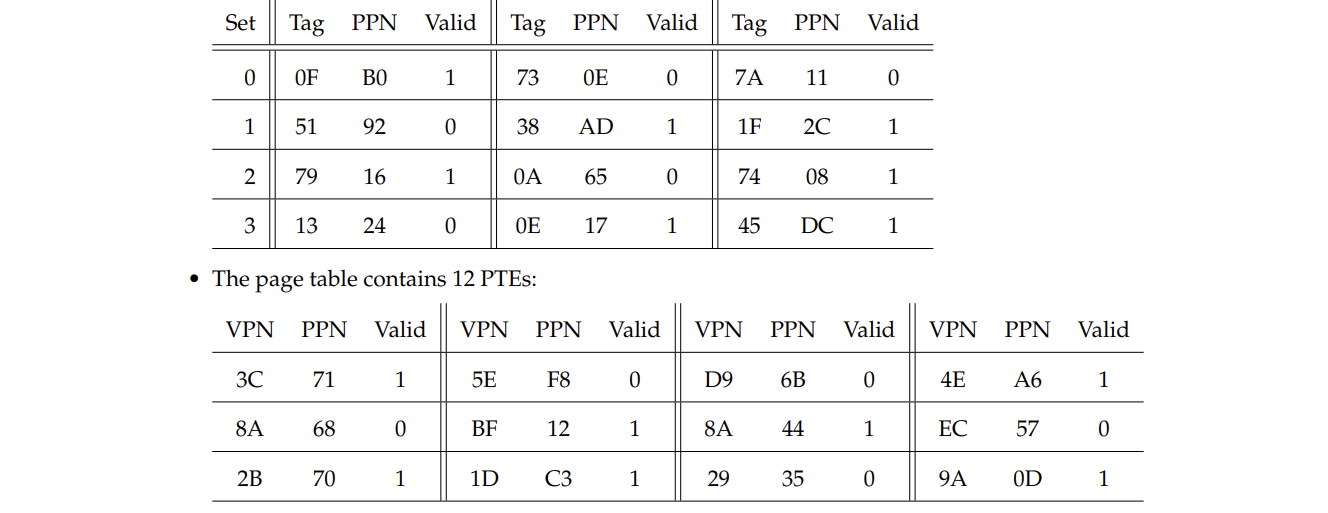 Set Tag PPN Valid Tag PPN Valid Tag PPN Valid
0 0F B0 1 73 0E 0 7A 11 0
1 51 92 0 38 AD 1 1F 2C 1
2 79 16 1 0A 65 0 74 08 1
3 13 24 0 0E 17 1 45 DC 1
• The page table contains 12 PTEs:
VPN PPN Valid VPN PPN Valid VPN PPN Valid VPN PPN Valid
3C 71 1 5E F8 0 D9 6B 0 4E A6 1
8A 68 0 BF 12 1 8A 44 1 EC 57 0
2B 70 1 1D C3 1 29 35 0 9A 0D 1